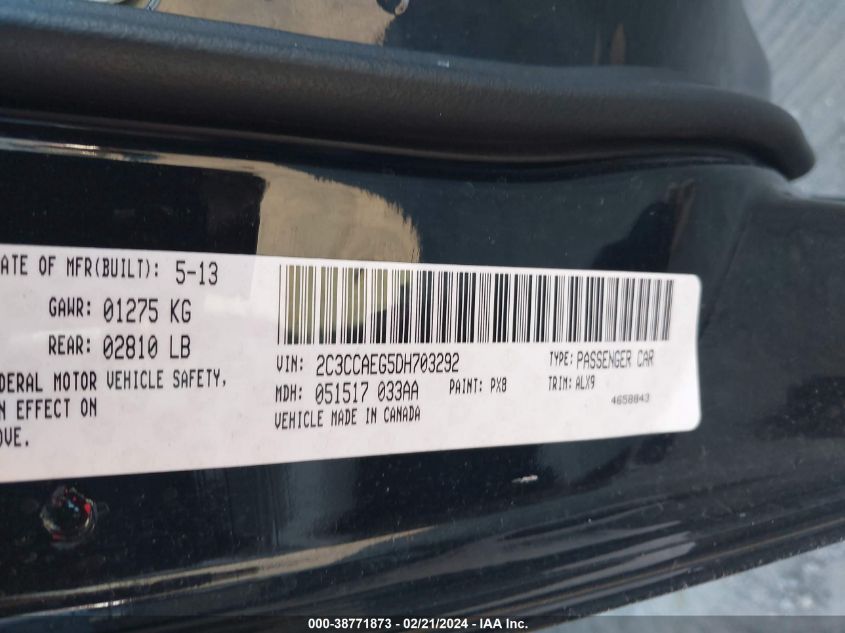 ATE OF MFR(BUILT): 5-13
GAWR: 01275 KG
REAR: 02810 LB
DERAL MOTOR VEHICLE SAFETY,
N EFFECT ON
OVE.
VIN: 2C3CCAEG5DH703292
TYPE: PASSENGER CAR
MDH: 051517 033AA
PAINT: PX8
TRIM: ALX9
VEHICLE MADE IN CANADA
4658843
000-38771873 - 02/21/2024 - IAA Inc.